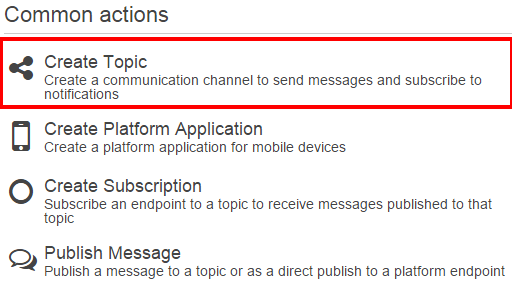 Common actions
Create Topic
Create a communication channel to send messages and subscribe to
notifications
Create Platform Application
Create a platform application for mobile devices
Create Subscription
Subscribe an endpoint to a topic to receive messages published to that
topic
Publish Message
Publish a message to a topic or as a direct publish to a platform endpoint